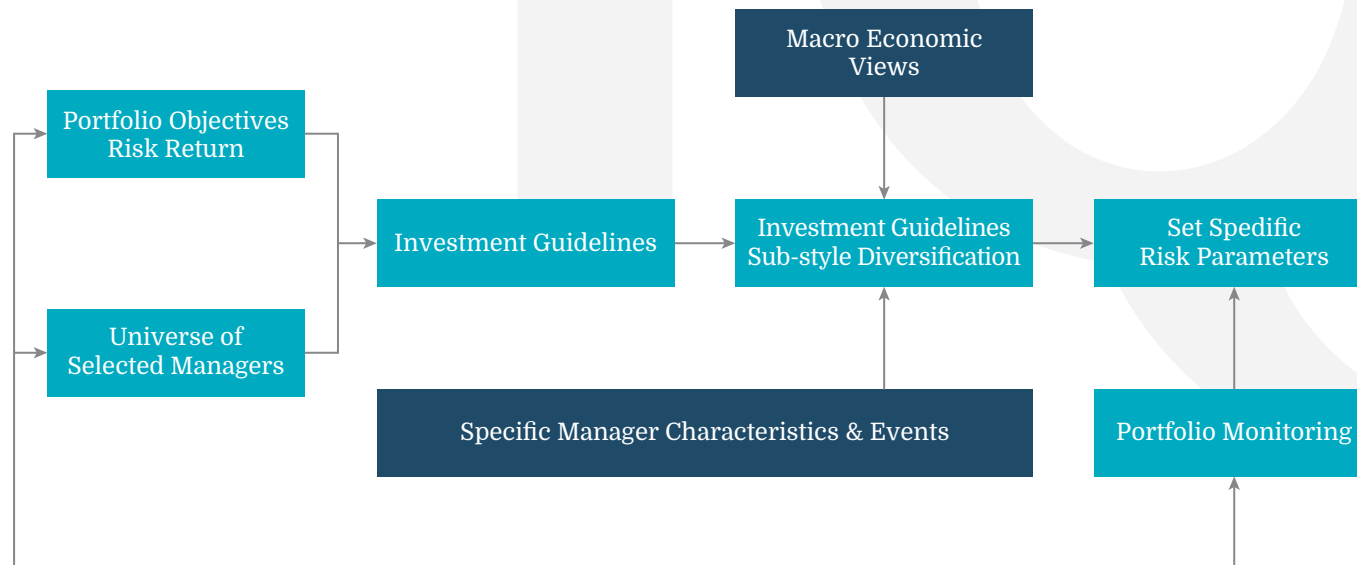 Macro Economic
Views
Portfolio Objectives
Risk Return
Investment Guidelines
Investment Guidelines
Sub-style Diversification
Set Spedific
Risk Parameters
Universe of
Selected Managers
Specific Manager Characteristics & Events
Portfolio Monitoring